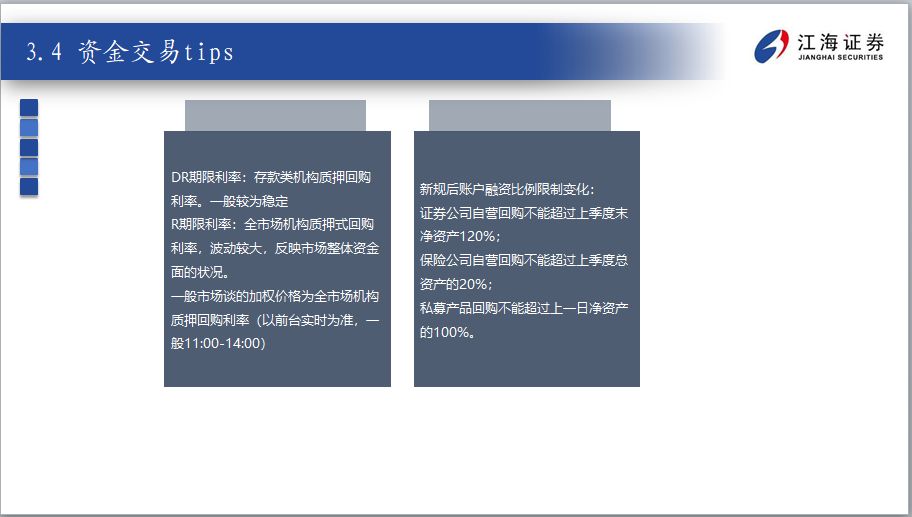 3.4 资金交易tips
江海证券
JIANGHAI SECURITIES
DR期限利率：存款类机构质押回购
利率。一般较为稳定
R期限利率：全市场机构质押式回购
利率，波动较大，反映市场整体资金
面的状况。
一般市场谈的加权价格为全市场机构
质押回购利率（以前台实时为准，一
般11:00-14:00）
新规后账户融资比例限制变化：
证券公司自营回购不能超过上季度末
净资产120%；
保险公司自营回购不能超过上季度总
资产的20%；
私募产品回购不能超过上一日净资产
的100%。